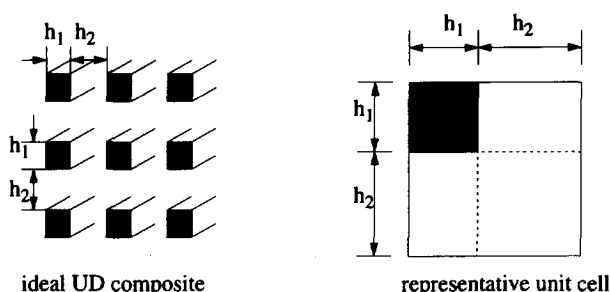 h₁ h₂
h₁
h₂
ideal UD composite
h₁ h₂
h₁
h₂
representative unit cell